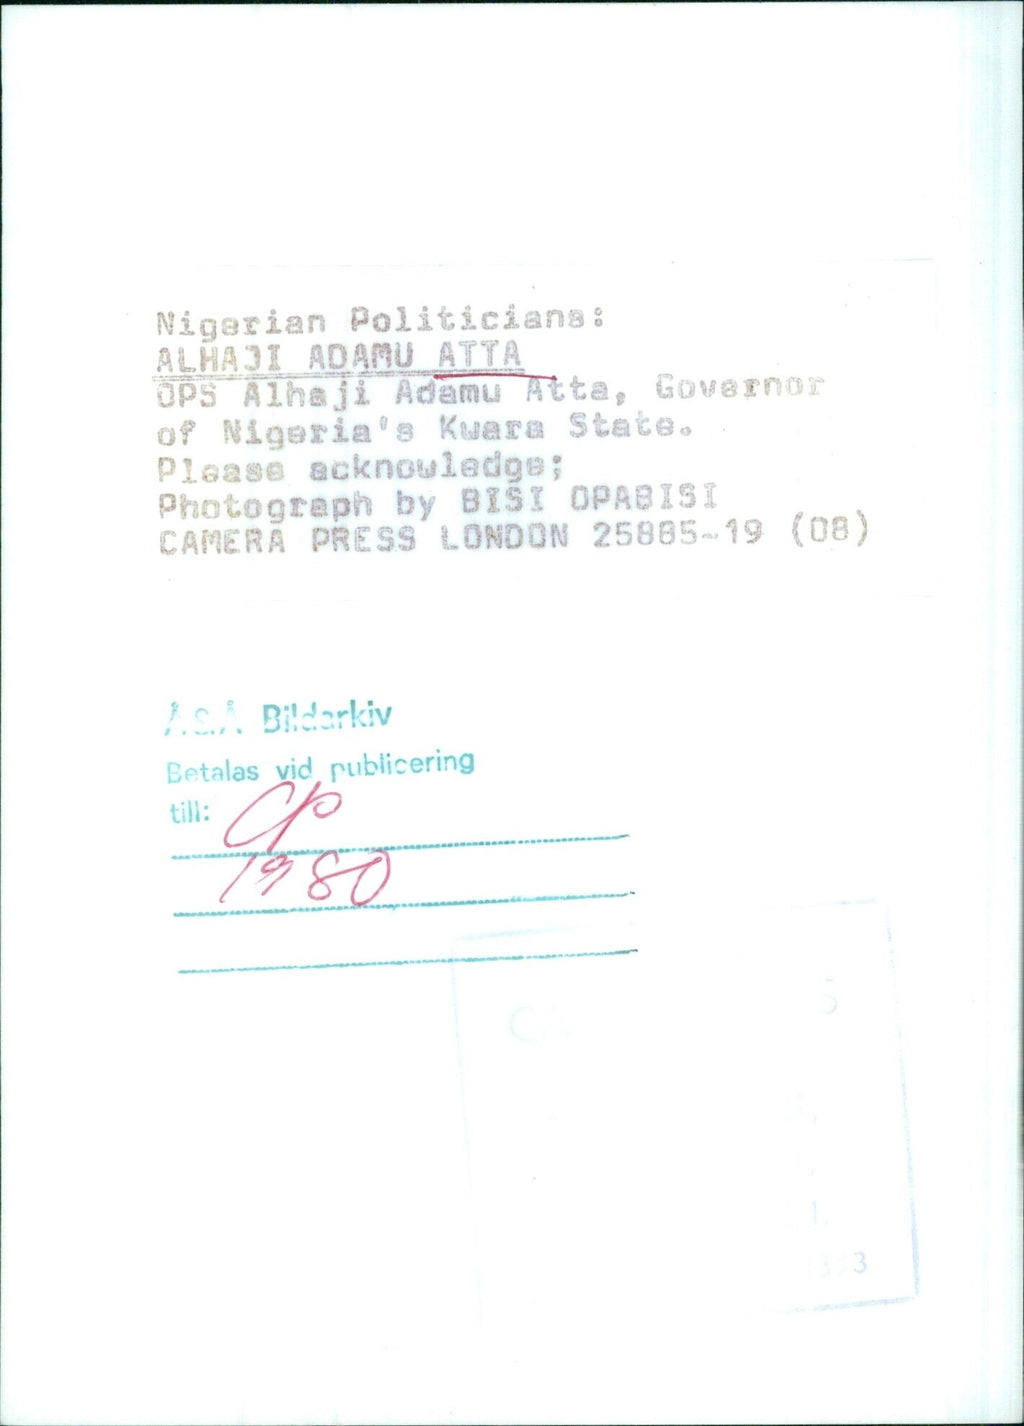 Nigerian Politicians:
ALHAJI ADAMU ATTA
OPS Alhaji Adamu Atta, Governor
of Nigeria's Kwara State.
Please acknowledge;
Photograph by BISI OPABISI
CAMERA PRESS LONDON 25885-19 (08)
Å.S.Å Bildarkiv
Betalas vid publicering
till:
CP
1980